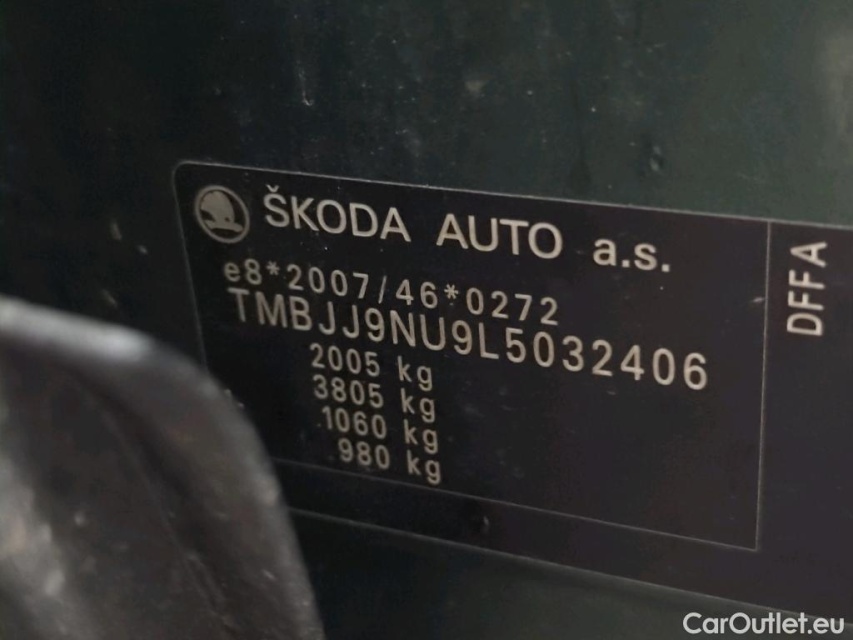 ŠKODA AUTO a.s.
e8*2007/46*0272
TMBJJ9NU9L5032406
2005 kg
3805 kg
1060 kg
980 kg
DFFA
CarOutlet.eu